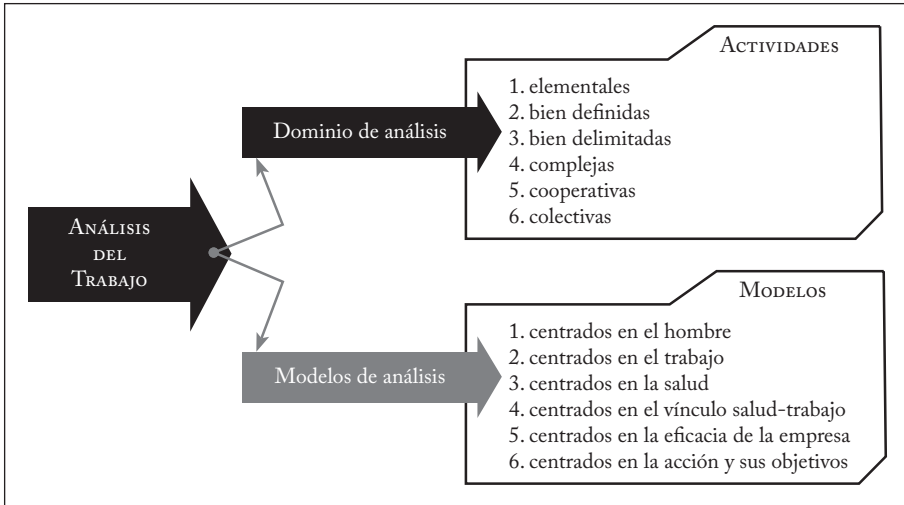 Análisis
del
Trabajo
Dominio de análisis
Actividades
1. elementales
2. bien definidas
3. bien delimitadas
4. complejas
5. cooperativas
6. colectivas
Modelos de análisis
Modelos
1. centrados en el hombre
2. centrados en el trabajo
3. centrados en la salud
4. centrados en el vínculo salud-trabajo
5. centrados en la eficacia de la empresa
6. centrados en la acción y sus objetivos